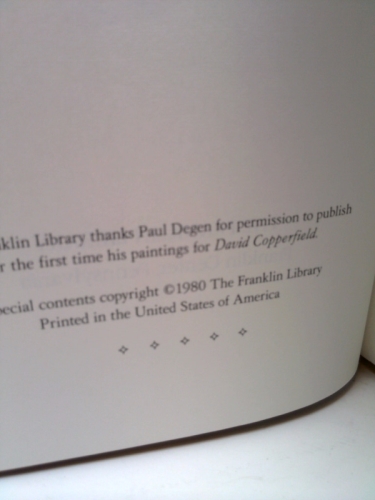 klin Library thanks Paul Degen for permission to publish
r the first time his paintings for David Copperfield.
ecial contents copyright ©1980 The Franklin Library
Printed in the United States of America